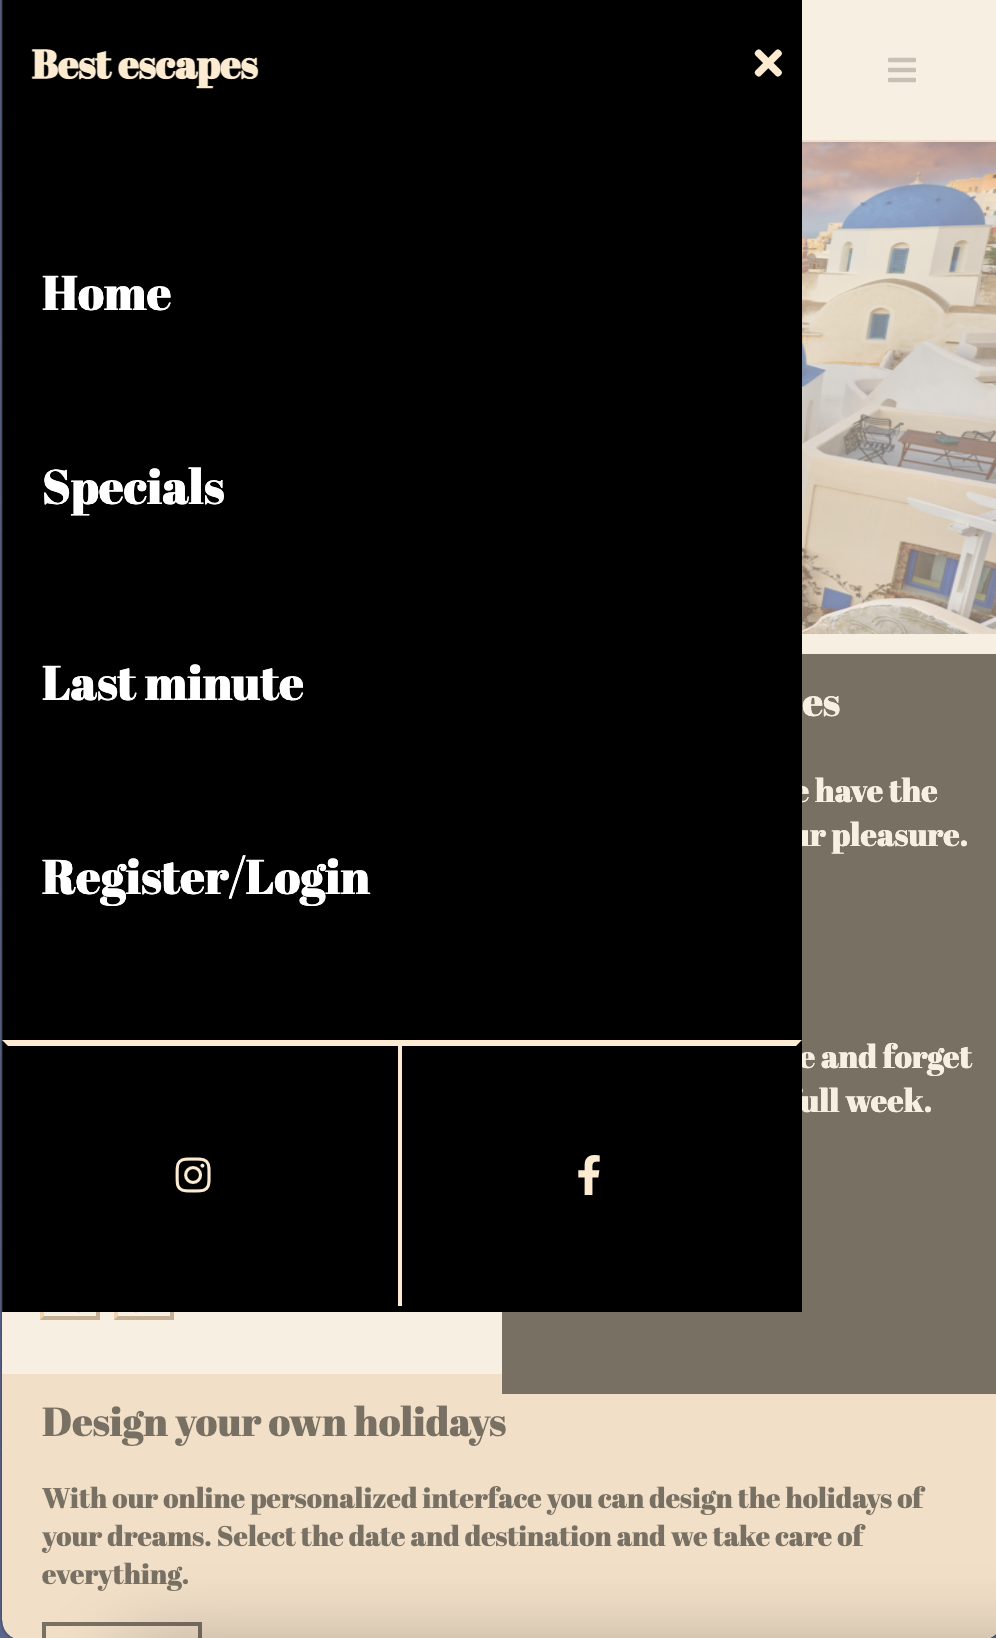 Best escapes
Home
Specials
Last minute
Register/Login
es
e have the
ur pleasure.
e and forget
ull week.
Design your own holidays
With our online personalized interface you can design the holidays of
your dreams. Select the date and destination and we take care of
everything.